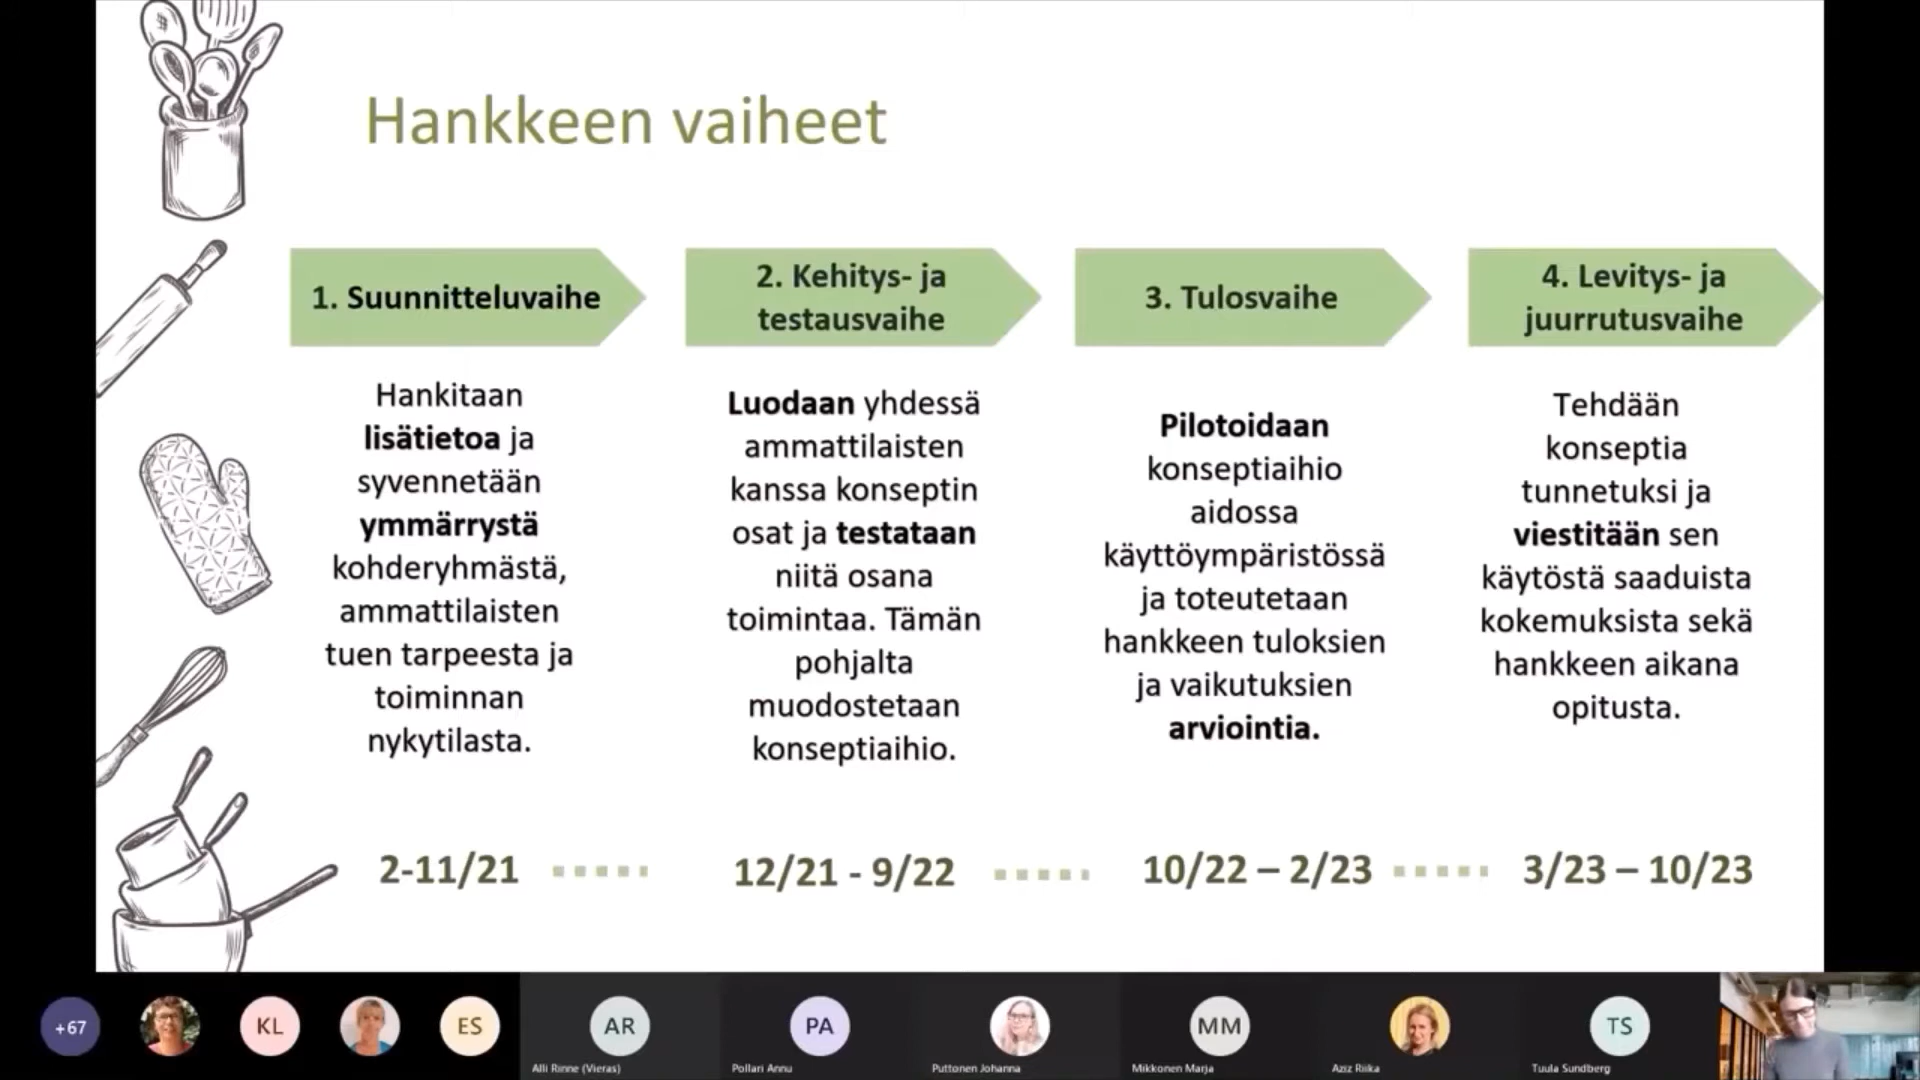 Hankkeen vaiheet
1. Suunnitteluvaihe
Hankitaan
lisätietoa ja
syvennetään
ymmärrystä
kohderyhmästä,
ammattilaisten
tuen tarpeesta ja
toiminnan
nykytilasta.
2-11/21
2. Kehitys- ja
testausvaihe
Luodaan yhdessä
ammattilaisten
kanssa konseptin
osat ja testataan
niitä osana
toimintaa. Tämän
pohjalta
muodostetaan
konseptiaihio.
12/21 - 9/22
3. Tulosvaihe
Pilotoidaan
konseptiaihio
aidossa
käyttöympäristössä
ja toteutetaan
hankkeen tuloksien
ja vaikutuksien
arviointia.
10/22 – 2/23
4. Levitys- ja
juurrutusvaihe
Tehdään
konseptia
tunnetuksi ja
viestitään sen
käytöstä saaduista
kokemuksista sekä
hankkeen aikana
opitusta.
3/23 – 10/23
+67
KL
ES
AR
Alli Rinne (Vieras)
PA
Pollari Annu
Puttonen Johanna
MM
Mikkonen Marja
Aziz Riika
TS
Tuula Sundberg